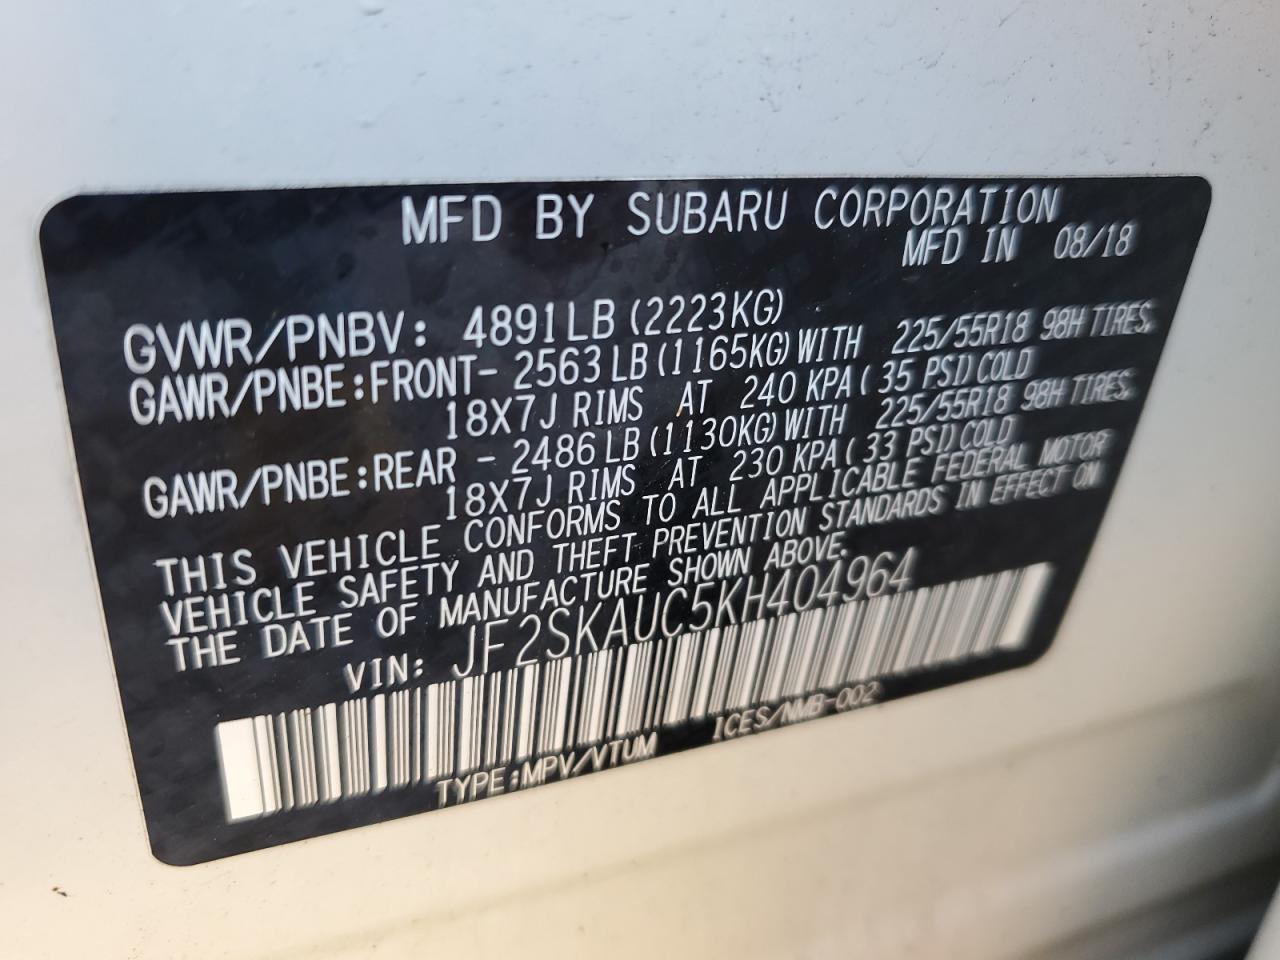 MFD BY SUBARU CORPORATION
MFD IN 08/18
GVWR/PNBV: 4891LB (2223KG)
GAWR/PNBE:FRONT- 2563LB(1165KG)WITH 225/55R18 98H TIRES,
18X7J RIMS AT 240 KPA( 35 PSI)COLD
GAWR/PNBE:REAR - 2486LB(1130KG)WITH 225/55R18 98H TIRES,
18X7J RIMS AT 230 KPA( 33 PSI)COLD
THIS VEHICLE CONFORMS TO ALL APPLICABLE FEDERAL MOTOR
VEHICLE SAFETY AND THEFT PREVENTION STANDARDS IN EFFECT ON
THE DATE OF MANUFACTURE SHOWN ABOVE.
VIN: JF2SKAUC5KH404964
TYPE:MPV/VTUM ICES/NMB-002